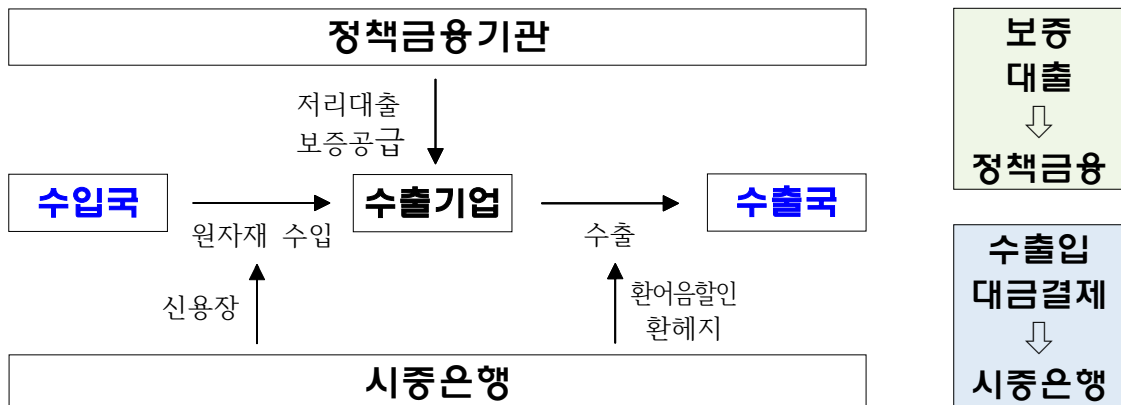 정책금융기관
저리대출
보증공급
수입국
수출기업
수출국
원자재 수입
수출
신용장
환어음할인
환헤지
시중은행
보증
대출
⇩
정책금융
수출입
대금결제
⇩
시중은행